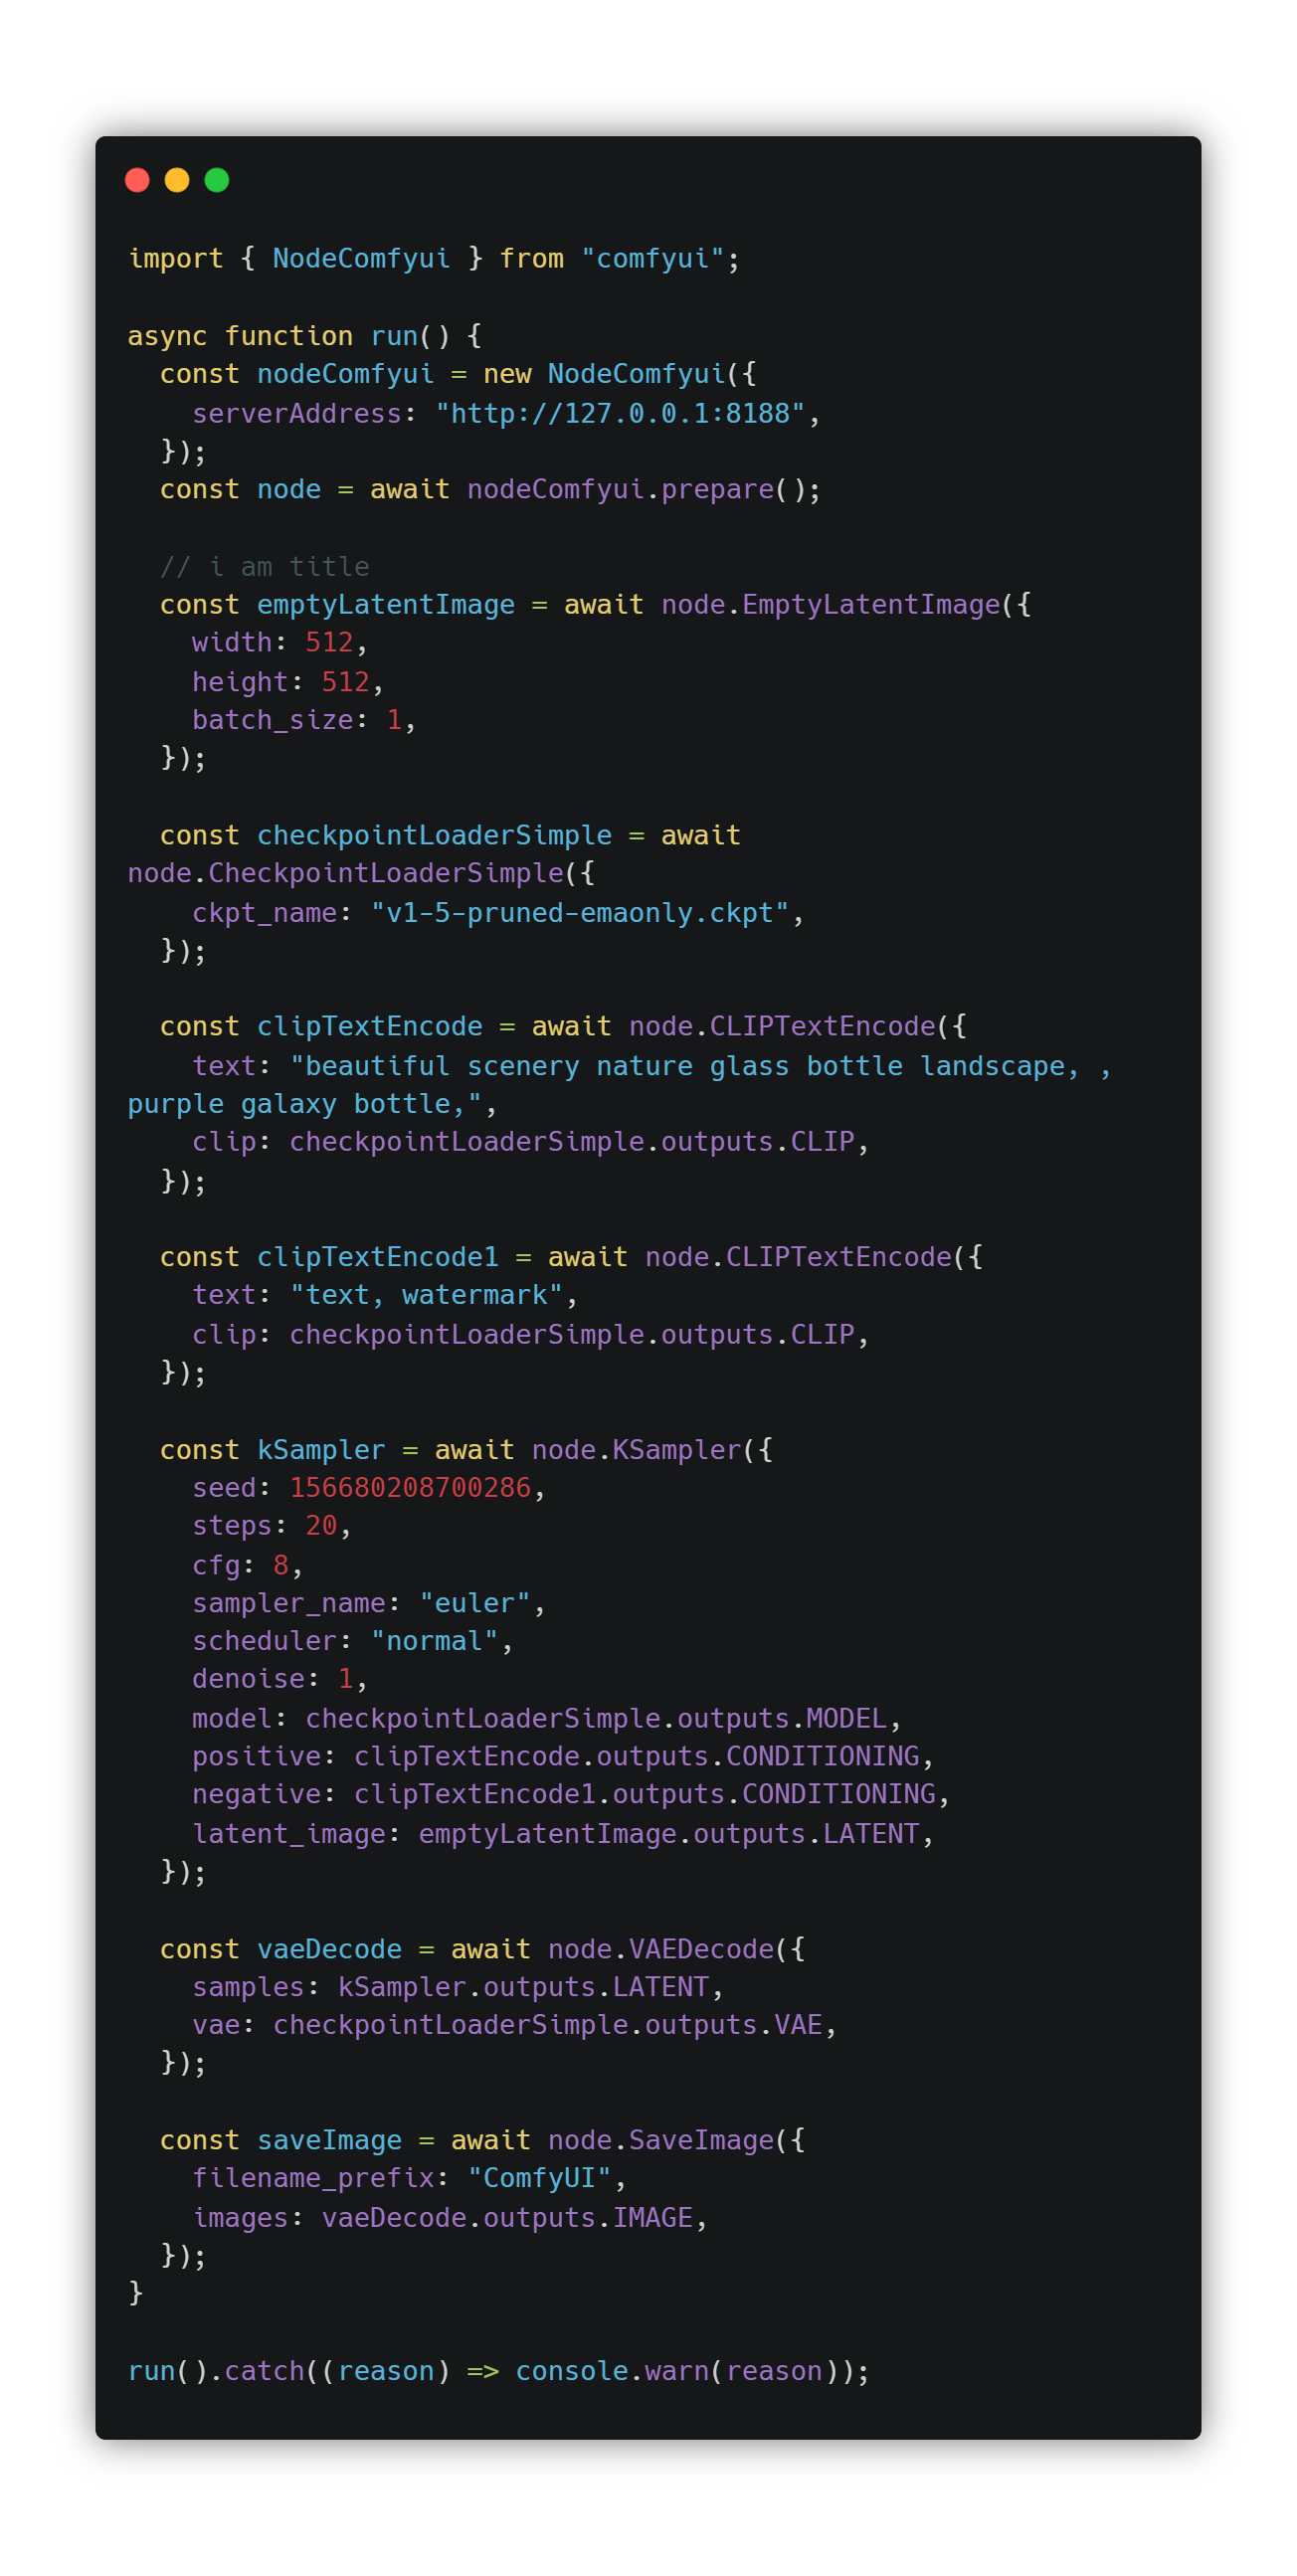 import { NodeComfyui } from "comfyui";

async function run() {
  const nodeComfyui = new NodeComfyui({
    serverAddress: "http://127.0.0.1:8188",
  });
  const node = await nodeComfyui.prepare();

  // i am title
  const emptyLatentImage = await node.EmptyLatentImage({
    width: 512,
    height: 512,
    batch_size: 1,
  });

  const checkpointLoaderSimple = await
node.CheckpointLoaderSimple({
    ckpt_name: "v1-5-pruned-emaonly.ckpt",
  });

  const clipTextEncode = await node.CLIPTextEncode({
    text: "beautiful scenery nature glass bottle landscape, ,
purple galaxy bottle,",
    clip: checkpointLoaderSimple.outputs.CLIP,
  });

  const clipTextEncode1 = await node.CLIPTextEncode({
    text: "text, watermark",
    clip: checkpointLoaderSimple.outputs.CLIP,
  });

  const kSampler = await node.KSampler({
    seed: 156680208700286,
    steps: 20,
    cfg: 8,
    sampler_name: "euler",
    scheduler: "normal",
    denoise: 1,
    model: checkpointLoaderSimple.outputs.MODEL,
    positive: clipTextEncode.outputs.CONDITIONING,
    negative: clipTextEncode1.outputs.CONDITIONING,
    latent_image: emptyLatentImage.outputs.LATENT,
  });

  const vaeDecode = await node.VAEDecode({
    samples: kSampler.outputs.LATENT,
    vae: checkpointLoaderSimple.outputs.VAE,
  });

  const saveImage = await node.SaveImage({
    filename_prefix: "ComfyUI",
    images: vaeDecode.outputs.IMAGE,
  });
}

run().catch((reason) => console.warn(reason));